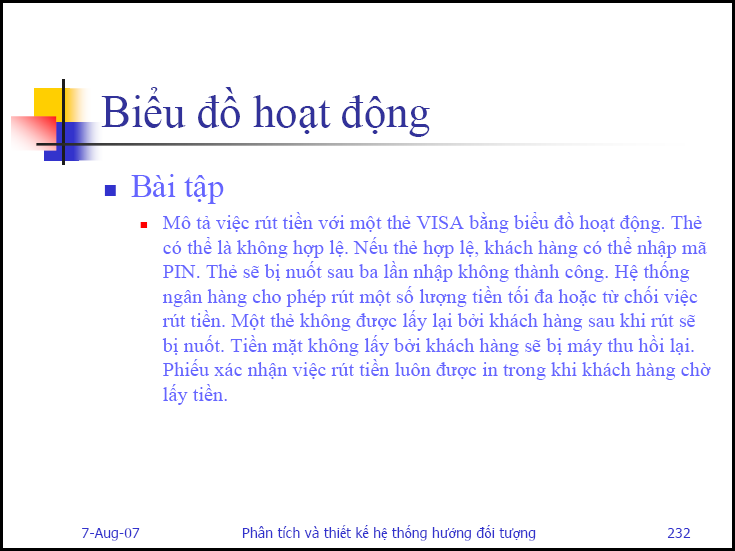 Biểu đồ hoạt động
Bài tập
Mô tả việc rút tiền với một thẻ VISA bằng biểu đồ hoạt động. Thẻ
có thể là không hợp lệ. Nếu thẻ hợp lệ, khách hàng có thể nhập mã
PIN. Thẻ sẽ bị nuốt sau ba lần nhập không thành công. Hệ thống
ngân hàng cho phép rút một số lượng tiền tối đa hoặc từ chối việc
rút tiền. Một thẻ không được lấy lại bởi khách hàng sau khi rút sẽ
bị nuốt. Tiền mặt không lấy bởi khách hàng sẽ bị máy thu hồi lại.
Phiếu xác nhận việc rút tiền luôn được in trong khi khách hàng chờ
lấy tiền.
7-Aug-07 Phân tích và thiết kế hệ thống hướng đối tượng 232